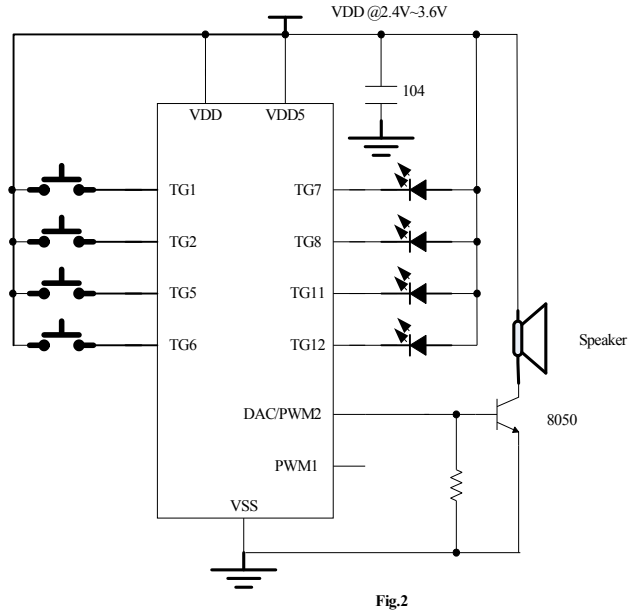 VDD @2.4V~3.6V
104
VDD VDD5
TG1 TG7
TG2 TG8
TG5 TG11
TG6 TG12
Speaker
DAC/PWM2
8050
PWM1
VSS
Fig.2